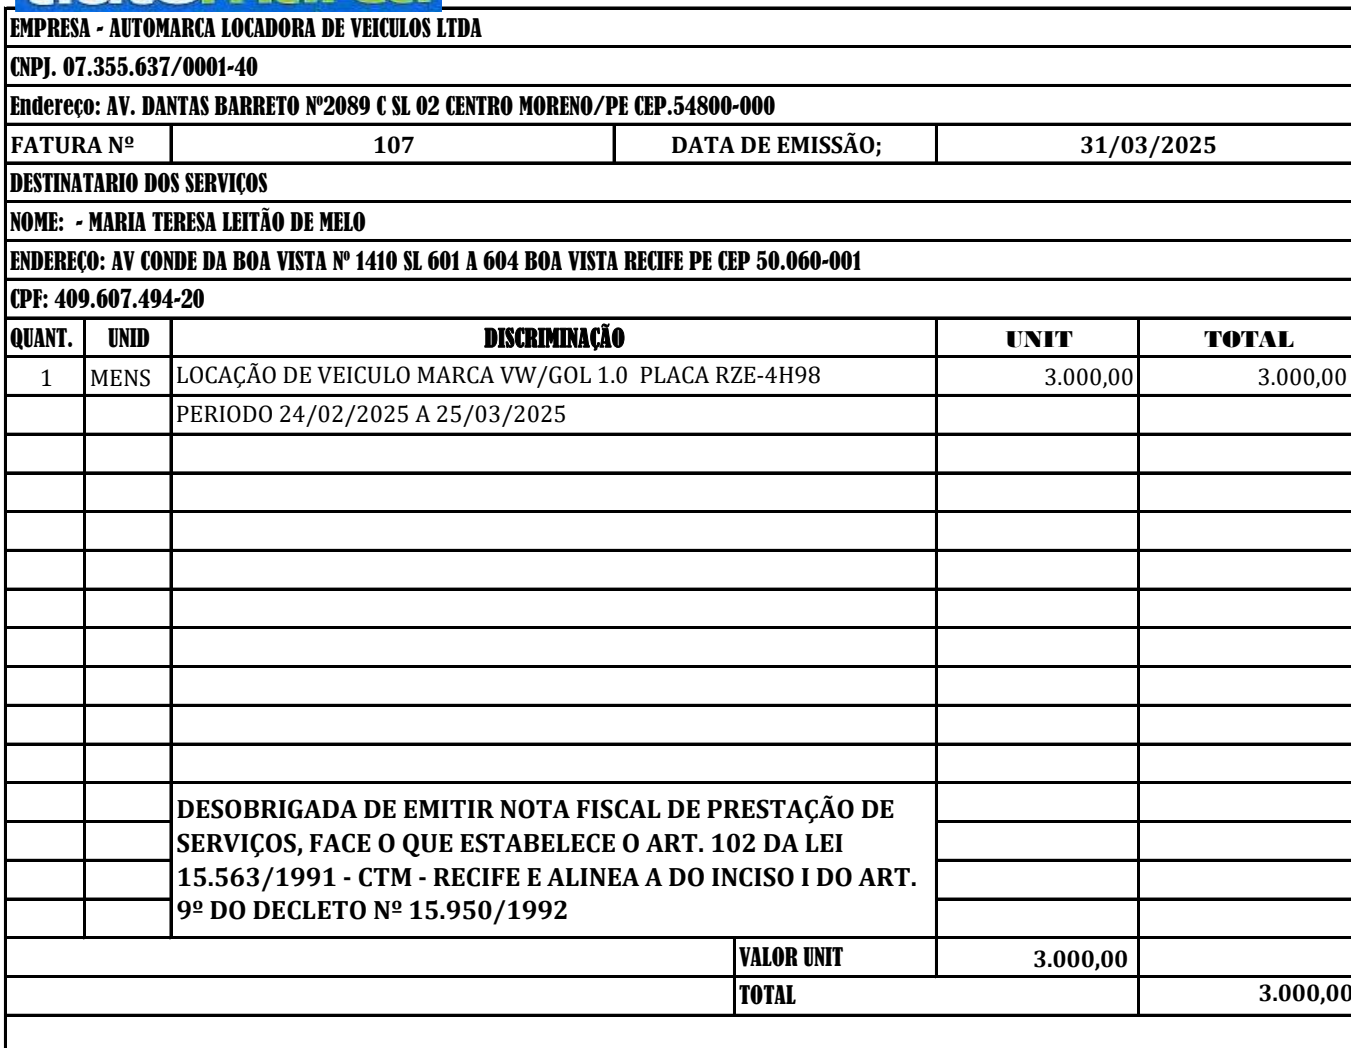 EMPRESA - AUTOMARCA LOCADORA DE VEICULOS LTDA
CNPJ. 07.355.637/0001-40
Endereço: AV. DANTAS BARRETO Nº2089 C SL 02 CENTRO MORENO/PE CEP.54800-000
FATURA Nº 107 DATA DE EMISSÃO; 31/03/2025
DESTINATARIO DOS SERVIÇOS
NOME: - MARIA TERESA LEITÃO DE MELO
ENDEREÇO: AV CONDE DA BOA VISTA Nº 1410 SL 601 A 604 BOA VISTA RECIFE PE CEP 50.060-001
CPF: 409.607.494-20
QUANT. UNID DISCRIMINAÇÃO UNIT TOTAL
1 MENS LOCAÇÃO DE VEICULO MARCA VW/GOL 1.0 PLACA RZE-4H98 3.000,00 3.000,00
PERIODO 24/02/2025 A 25/03/2025
DESOBRIGADA DE EMITIR NOTA FISCAL DE PRESTAÇÃO DE
SERVIÇOS, FACE O QUE ESTABELECE O ART. 102 DA LEI
15.563/1991 - CTM - RECIFE E ALINEA A DO INCISO I DO ART.
9º DO DECLETO Nº 15.950/1992
VALOR UNIT 3.000,00
TOTAL 3.000,00